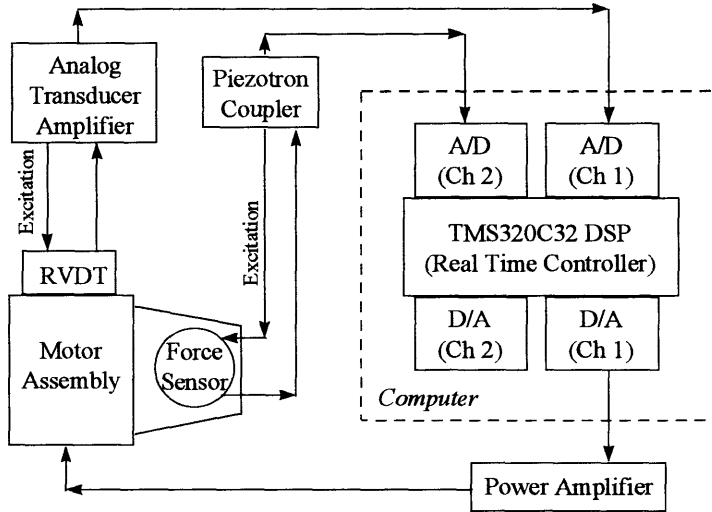 Analog
Transducer
Amplifier
Piezotron
Coupler
Excitation
Excitation
A/D
(Ch 2)
A/D
(Ch 1)
TMS320C32 DSP
(Real Time Controller)
D/A
(Ch 2)
D/A
(Ch 1)
Computer
RVDT
Motor
Assembly
Force
Sensor
Power Amplifier